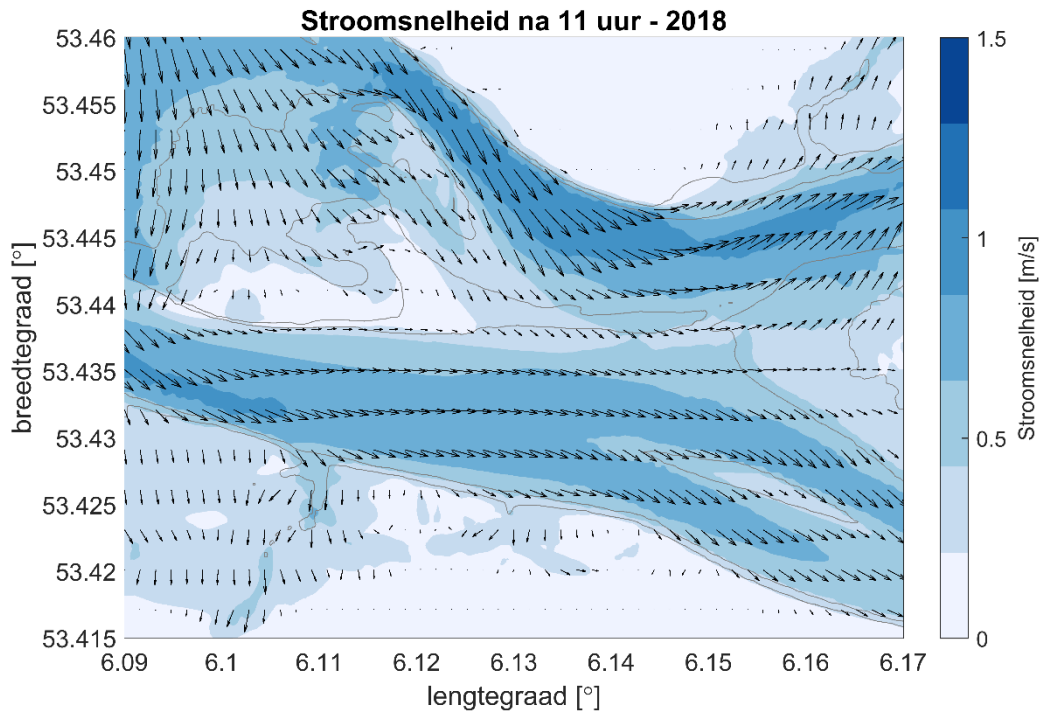 Stroomsnelheid na 11 uur - 2018
53.46
53.455
53.45
53.445
53.44
53.435
53.43
53.425
53.42
53.415
breedtegraad [°]
6.09 6.1 6.11 6.12 6.13 6.14 6.15 6.16 6.17
lengtegraad [°]
1.5
1
0.5
0
Stroomsnelheid [m/s]